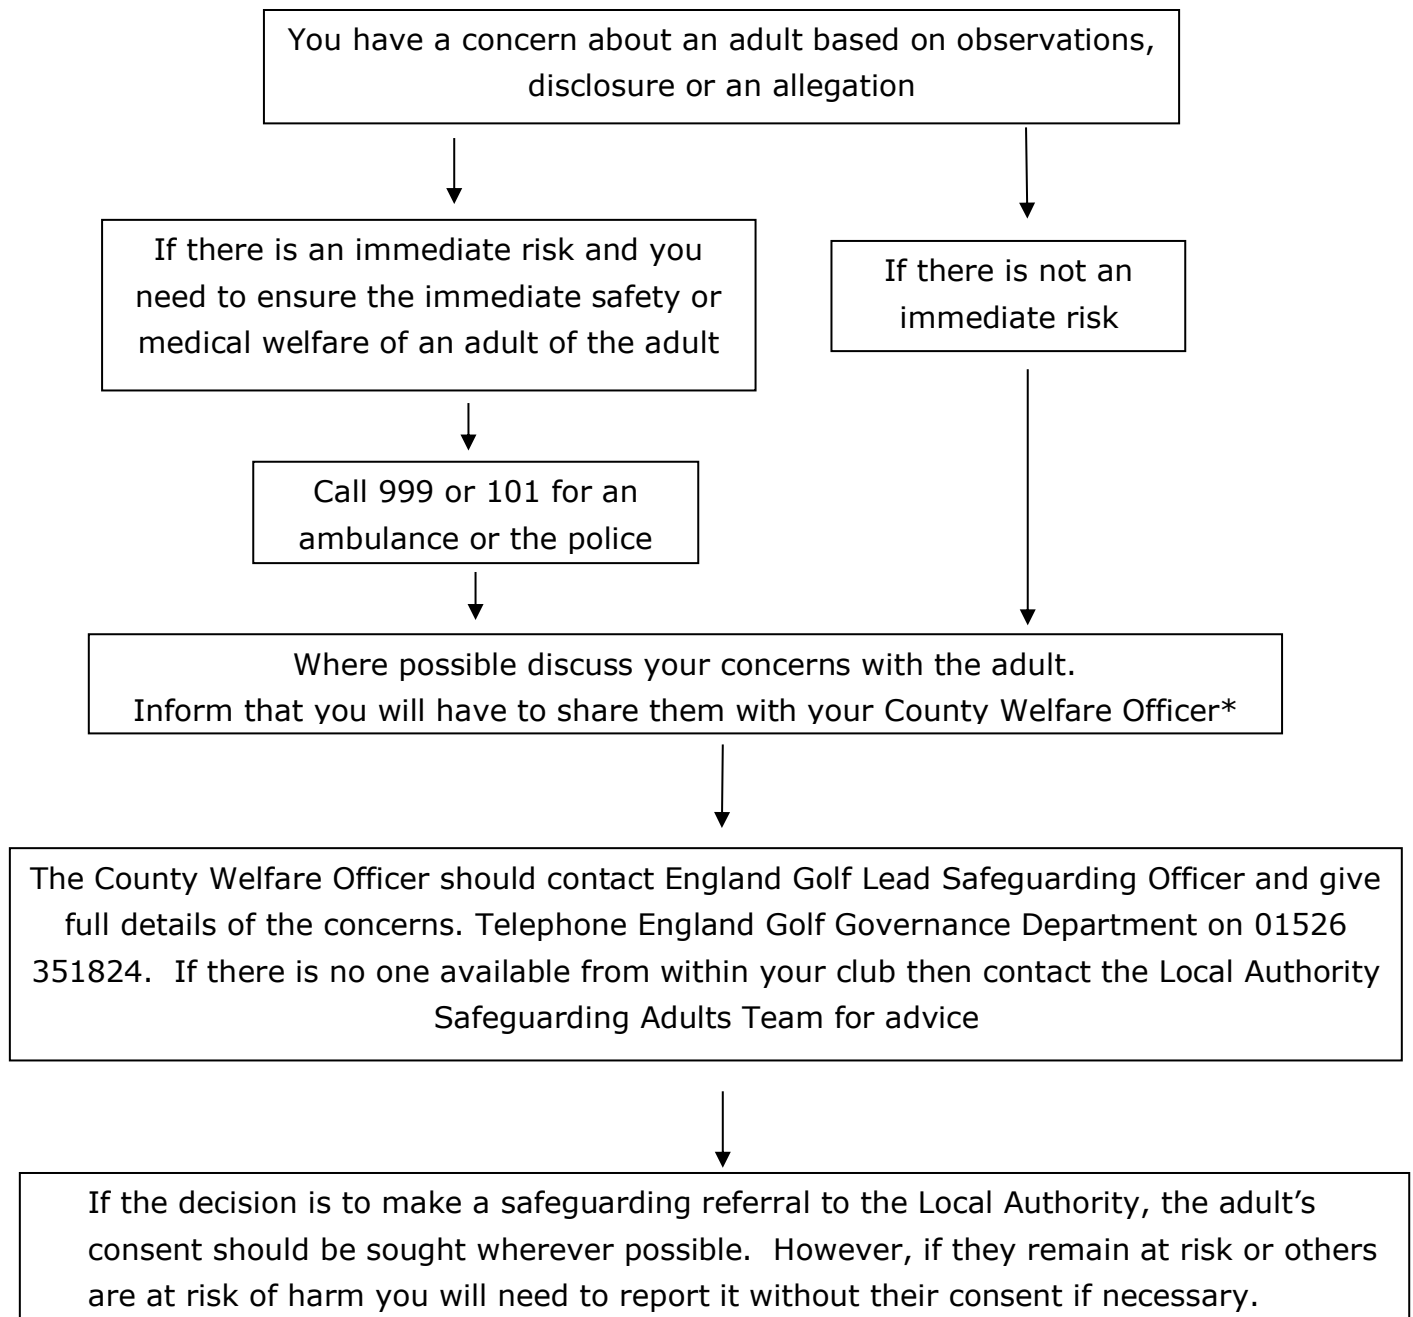 You have a concern about an adult based on observations,
disclosure or an allegation
If there is an immediate risk and you
need to ensure the immediate safety or
medical welfare of an adult of the adult
If there is not an
immediate risk
Call 999 or 101 for an
ambulance or the police
Where possible discuss your concerns with the adult.
Inform that you will have to share them with your County Welfare Officer*
The County Welfare Officer should contact England Golf Lead Safeguarding Officer and give
full details of the concerns. Telephone England Golf Governance Department on 01526
351824.  If there is no one available from within your club then contact the Local Authority
Safeguarding Adults Team for advice
If the decision is to make a safeguarding referral to the Local Authority, the adult’s
consent should be sought wherever possible.  However, if they remain at risk or others
are at risk of harm you will need to report it without their consent if necessary.